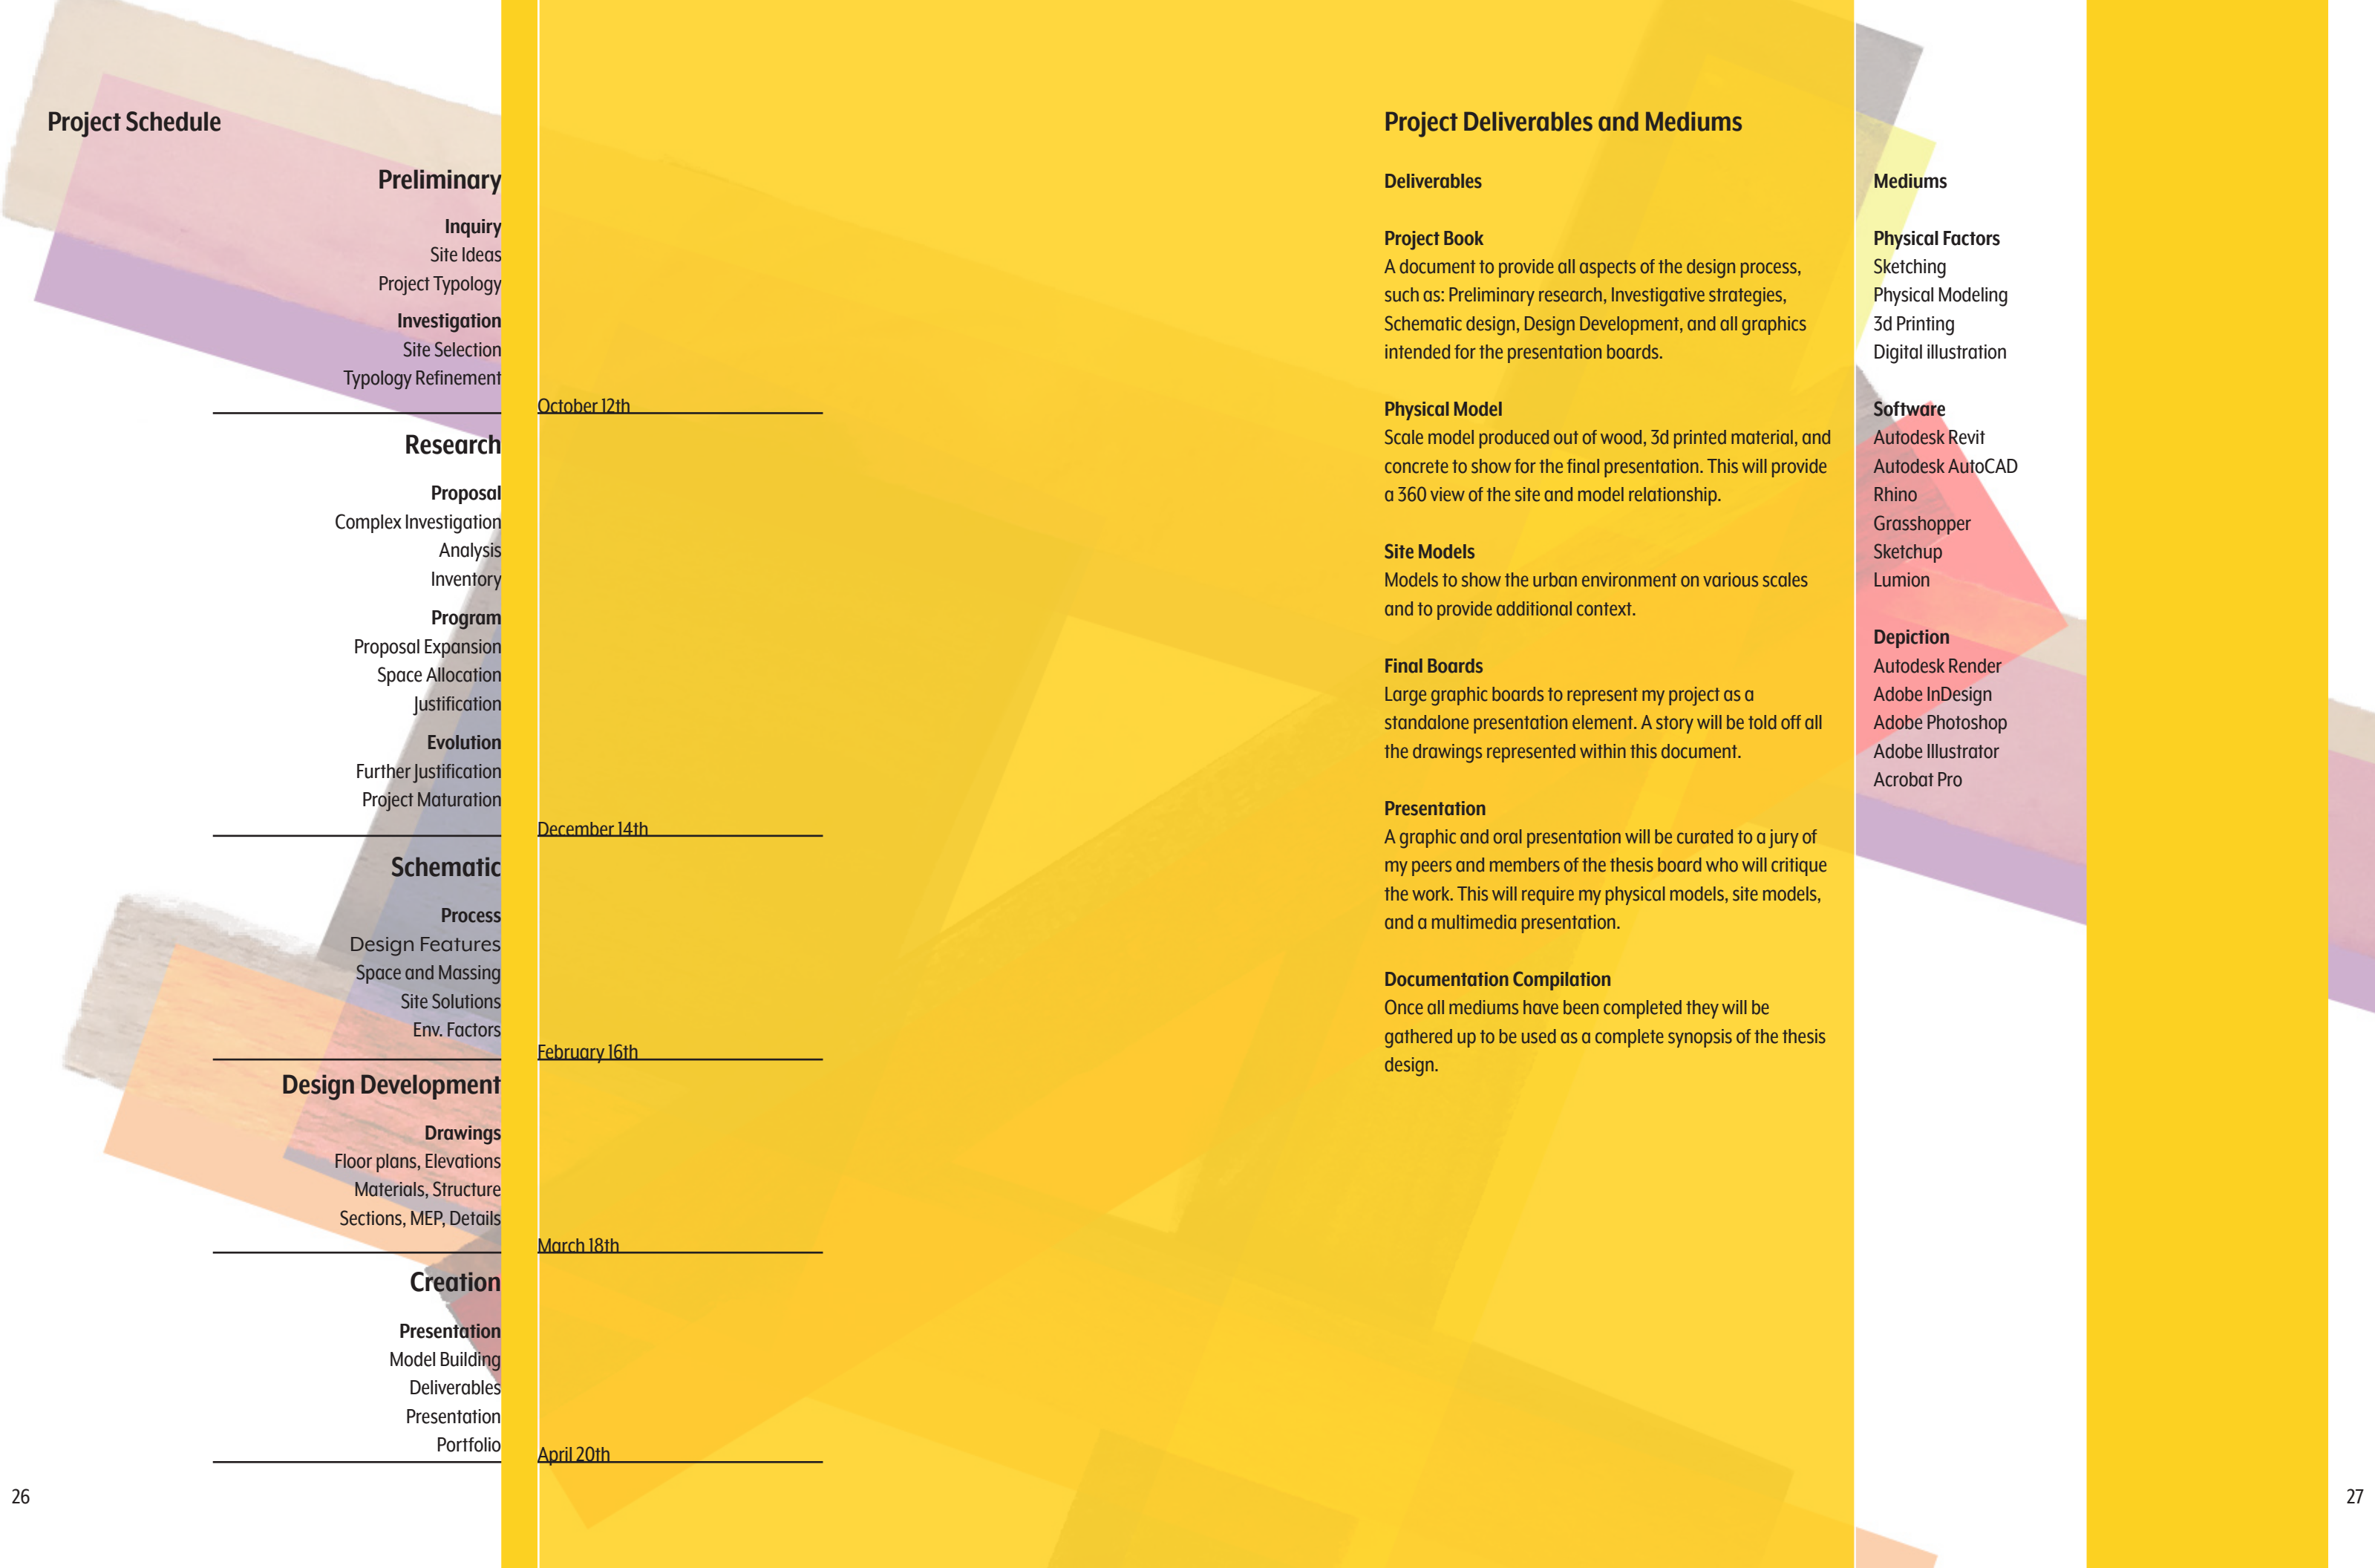 Project Schedule
Preliminary
Inquiry
Site Ideas
Project Typology
Investigation
Site Selection
Typology Refinement
October 12th
Research
Proposal
Complex Investigation
Analysis
Inventory
Program
Proposal Expansion
Space Allocation
Justification
Evolution
Further Justification
Project Maturation
December 14th
Schematic
Process
Design Features
Space and Massing
Site Solutions
Env. Factors
February 16th
Design Development
Drawings
Floor plans, Elevations
Materials, Structure
Sections, MEP, Details
March 18th
Creation
Presentation
Model Building
Deliverables
Presentation
Portfolio
April 20th
26
Project Deliverables and Mediums
Deliverables
Project Book
A document to provide all aspects of the design process,
such as: Preliminary research, Investigative strategies,
Schematic design, Design Development, and all graphics
intended for the presentation boards.
Physical Model
Scale model produced out of wood, 3d printed material, and
concrete to show for the final presentation. This will provide
a 360 view of the site and model relationship.
Site Models
Models to show the urban environment on various scales
and to provide additional context.
Final Boards
Large graphic boards to represent my project as a
standalone presentation element. A story will be told off all
the drawings represented within this document.
Presentation
A graphic and oral presentation will be curated to a jury of
my peers and members of the thesis board who will critique
the work. This will require my physical models, site models,
and a multimedia presentation.
Documentation Compilation
Once all mediums have been completed they will be
gathered up to be used as a complete synopsis of the thesis
design.
Mediums
Physical Factors
Sketching
Physical Modeling
3d Printing
Digital illustration
Software
Autodesk Revit
Autodesk AutoCAD
Rhino
Grasshopper
Sketchup
Lumion
Depiction
Autodesk Render
Adobe InDesign
Adobe Photoshop
Adobe Illustrator
Acrobat Pro
27